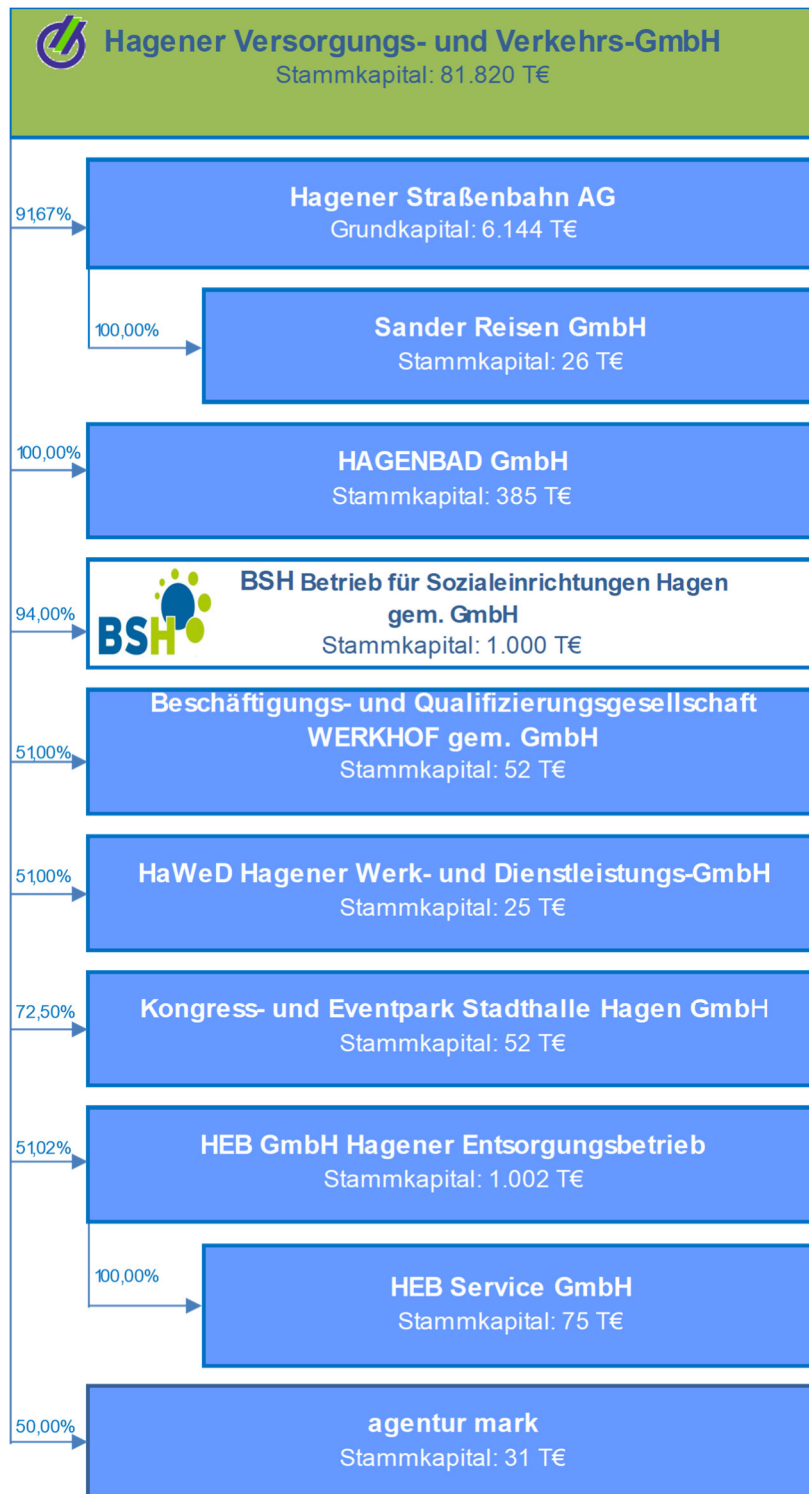 Hagener Versorgungs- und Verkehrs-GmbH
Stammkapital: 81.820 T€
91,67%
Hagener Straßenbahn AG
Grundkapital: 6.144 T€
100,00%
Sander Reisen GmbH
Stammkapital: 26 T€
100,00%
HAGENBAD GmbH
Stammkapital: 385 T€
94,00%
BSH
BSH Betrieb für Sozialeinrichtungen Hagen
gem. GmbH
Stammkapital: 1.000 T€
51,00%
Beschäftigungs- und Qualifizierungsgesellschaft
WERKHOF gem. GmbH
Stammkapital: 52 T€
51,00%
HaWeD Hagener Werk- und Dienstleistungs-GmbH
Stammkapital: 25 T€
72,50%
Kongress- und Eventpark Stadthalle Hagen GmbH
Stammkapital: 52 T€
51,02%
HEB GmbH Hagener Entsorgungsbetrieb
Stammkapital: 1.002 T€
100,00%
HEB Service GmbH
Stammkapital: 75 T€
50,00%
agentur mark
Stammkapital: 31 T€